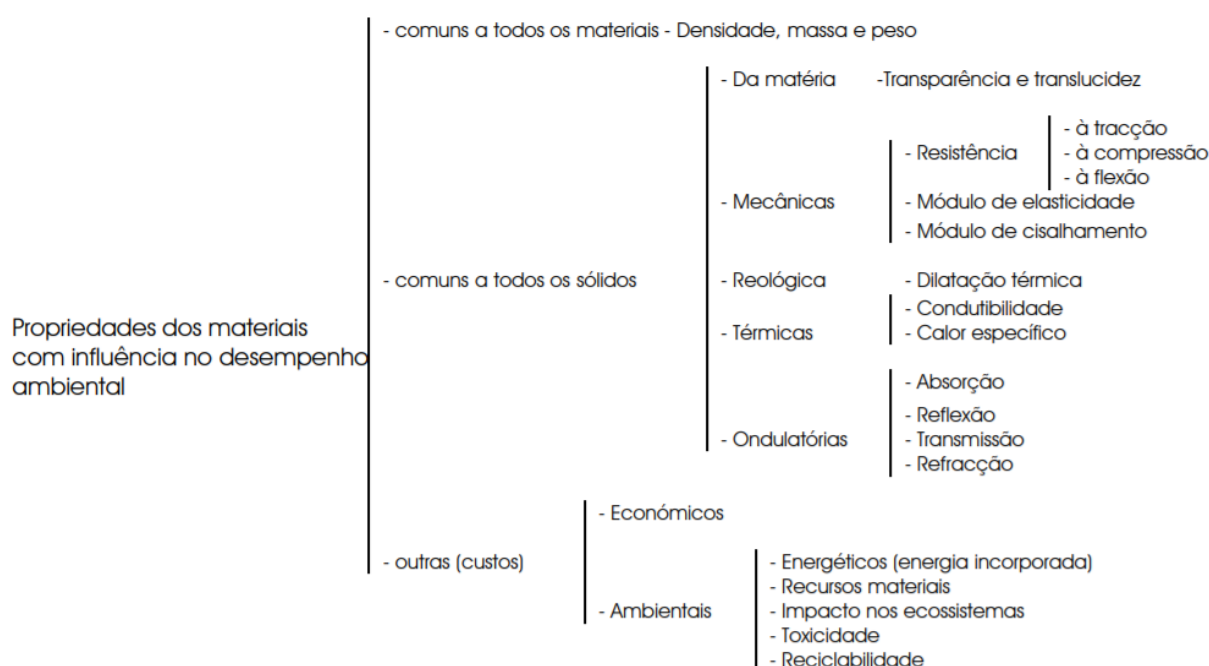 - comuns a todos os materiais - Densidade, massa e peso
- Da matéria -Transparência e translucidez
- à tracção
- Resistência - à compressão
- à flexão
- Mecânicas - Módulo de elasticidade
- Módulo de cisalhamento
- comuns a todos os sólidos - Reológica - Dilatação térmica
- Condutibilidade
Propriedades dos materiais
- Térmicas - Calor específico
com influência no desempenho
ambiental
- Absorção
- Reflexão
- Ondulatórias - Transmissão
- Refracção
- Económicos
- outras (custos) - Energéticos (energia incorporada)
- Recursos materiais
- Ambientais - Impacto nos ecossistemas
- Toxicidade
- Reciclabilidade